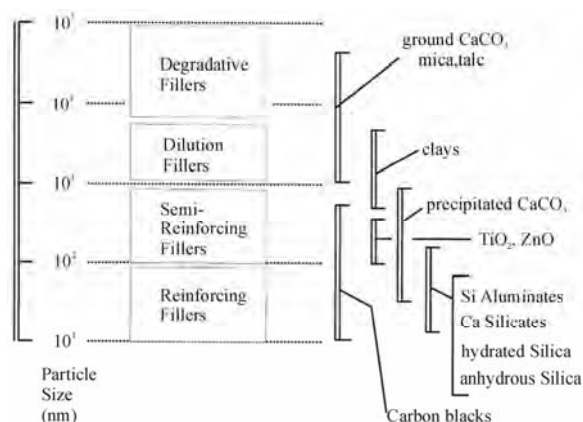 10⁵
Degradative
Fillers
10⁴
Dilution
Fillers
10³
Semi-
Reinforcing
Fillers
10²
Reinforcing
Fillers
10¹
Particle
Size
(nm)
ground CaCO₃
mica,talc
clays
precipitated CaCO₃
TiO₂, ZnO
Si Aluminates
Ca Silicates
hydrated Silica
anhydrous Silica
Carbon blacks